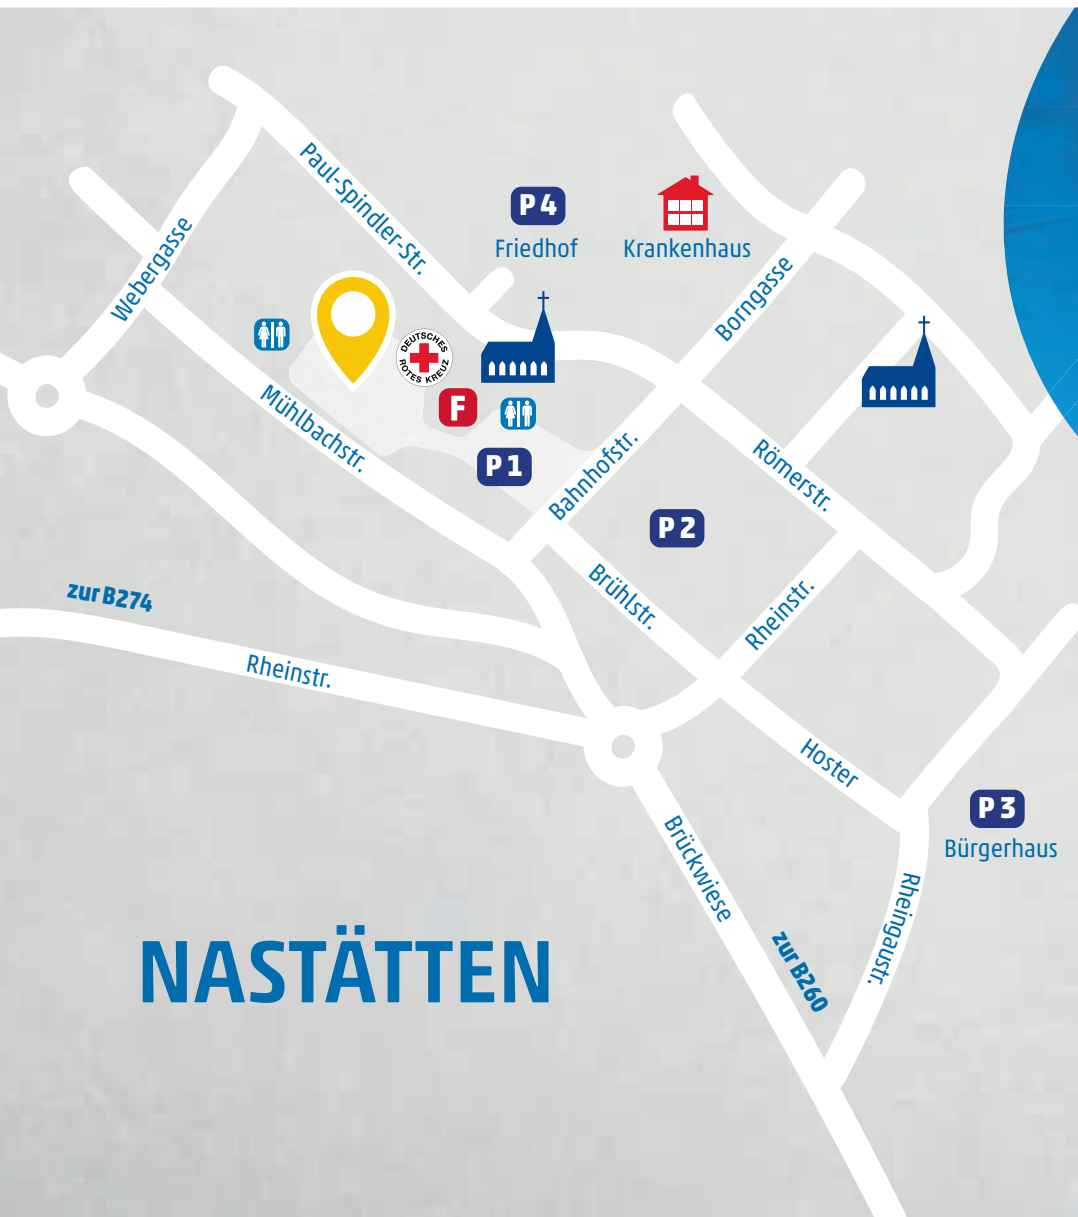 Paul-Spindler-Str.
Webergasse
P4
Friedhof
Krankenhaus
Borngasse
DEUTSCHES
ROTES KREUZ
F
Mühlbachstr.
P1
Bahnhofstr.
Römerstr.
P2
zur B274
Brühlstr.
Rheinstr.
Rheinstr.
Hoster
P3
Bürgerhaus
Brückwiese
Rheingaustr.
zur B260
NASTÄTTEN